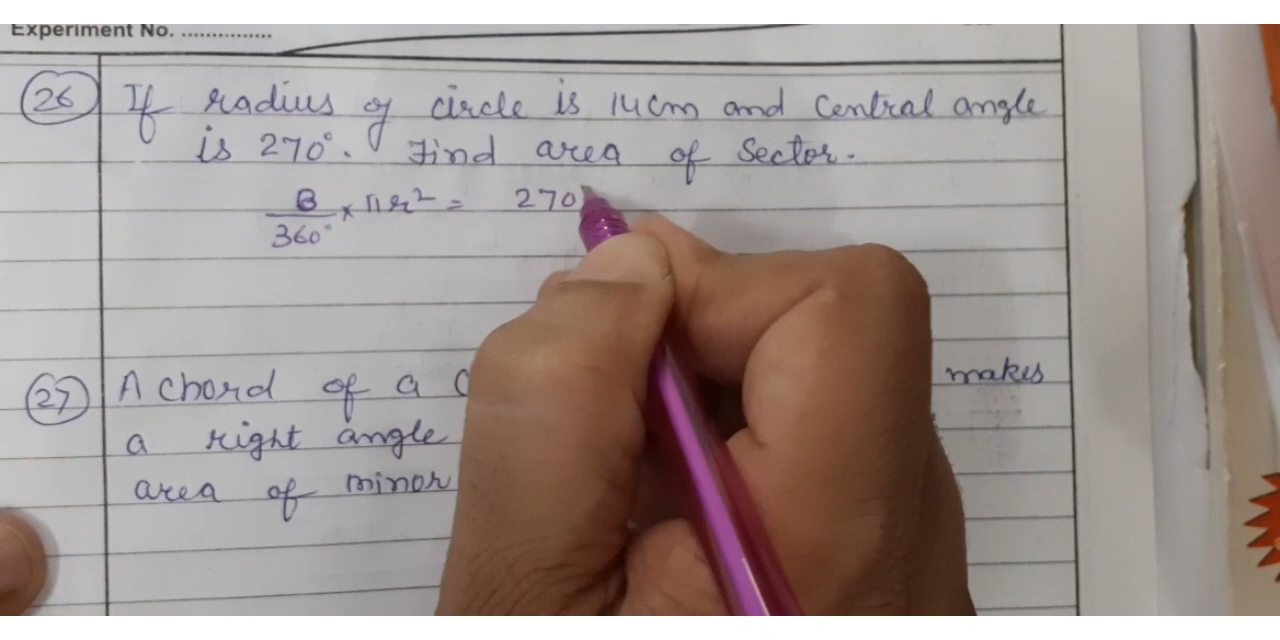 Experiment No. ...............
26 If radius of circle is 14cm and Central angle
is 270°. Find area of Sector.
θ/360° × πr² = 270
27 A chord of a makes
a right angle
area of minor